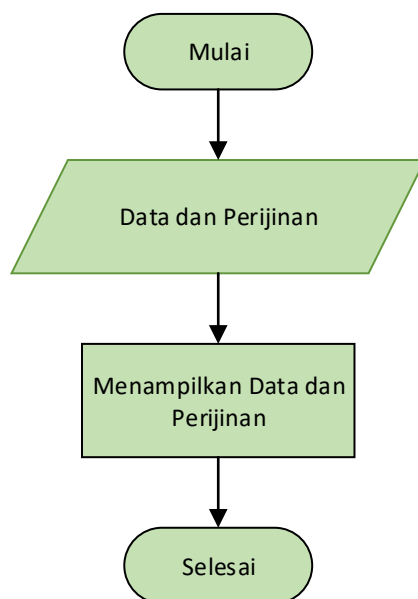 Mulai
Data dan Perijinan
Menampilkan Data dan
Perijinan
Selesai